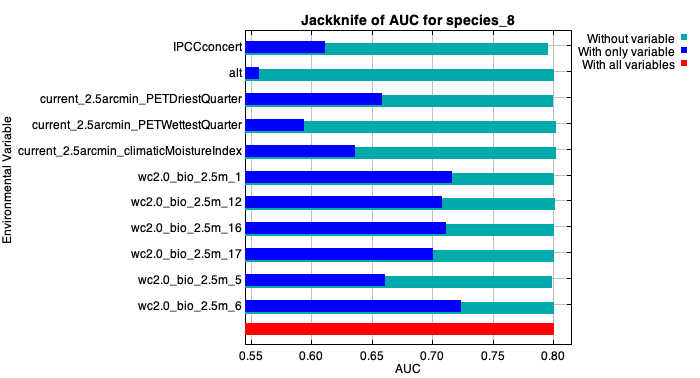 Jackknife of AUC for species_8
Without variable
With only variable
With all variables
Environmental Variable
IPCCconcert
alt
current_2.5arcmin_PETDriestQuarter
current_2.5arcmin_PETWettestQuarter
current_2.5arcmin_climaticMoistureIndex
wc2.0_bio_2.5m_1
wc2.0_bio_2.5m_12
wc2.0_bio_2.5m_16
wc2.0_bio_2.5m_17
wc2.0_bio_2.5m_5
wc2.0_bio_2.5m_6
0.55 0.60 0.65 0.70 0.75 0.80
AUC